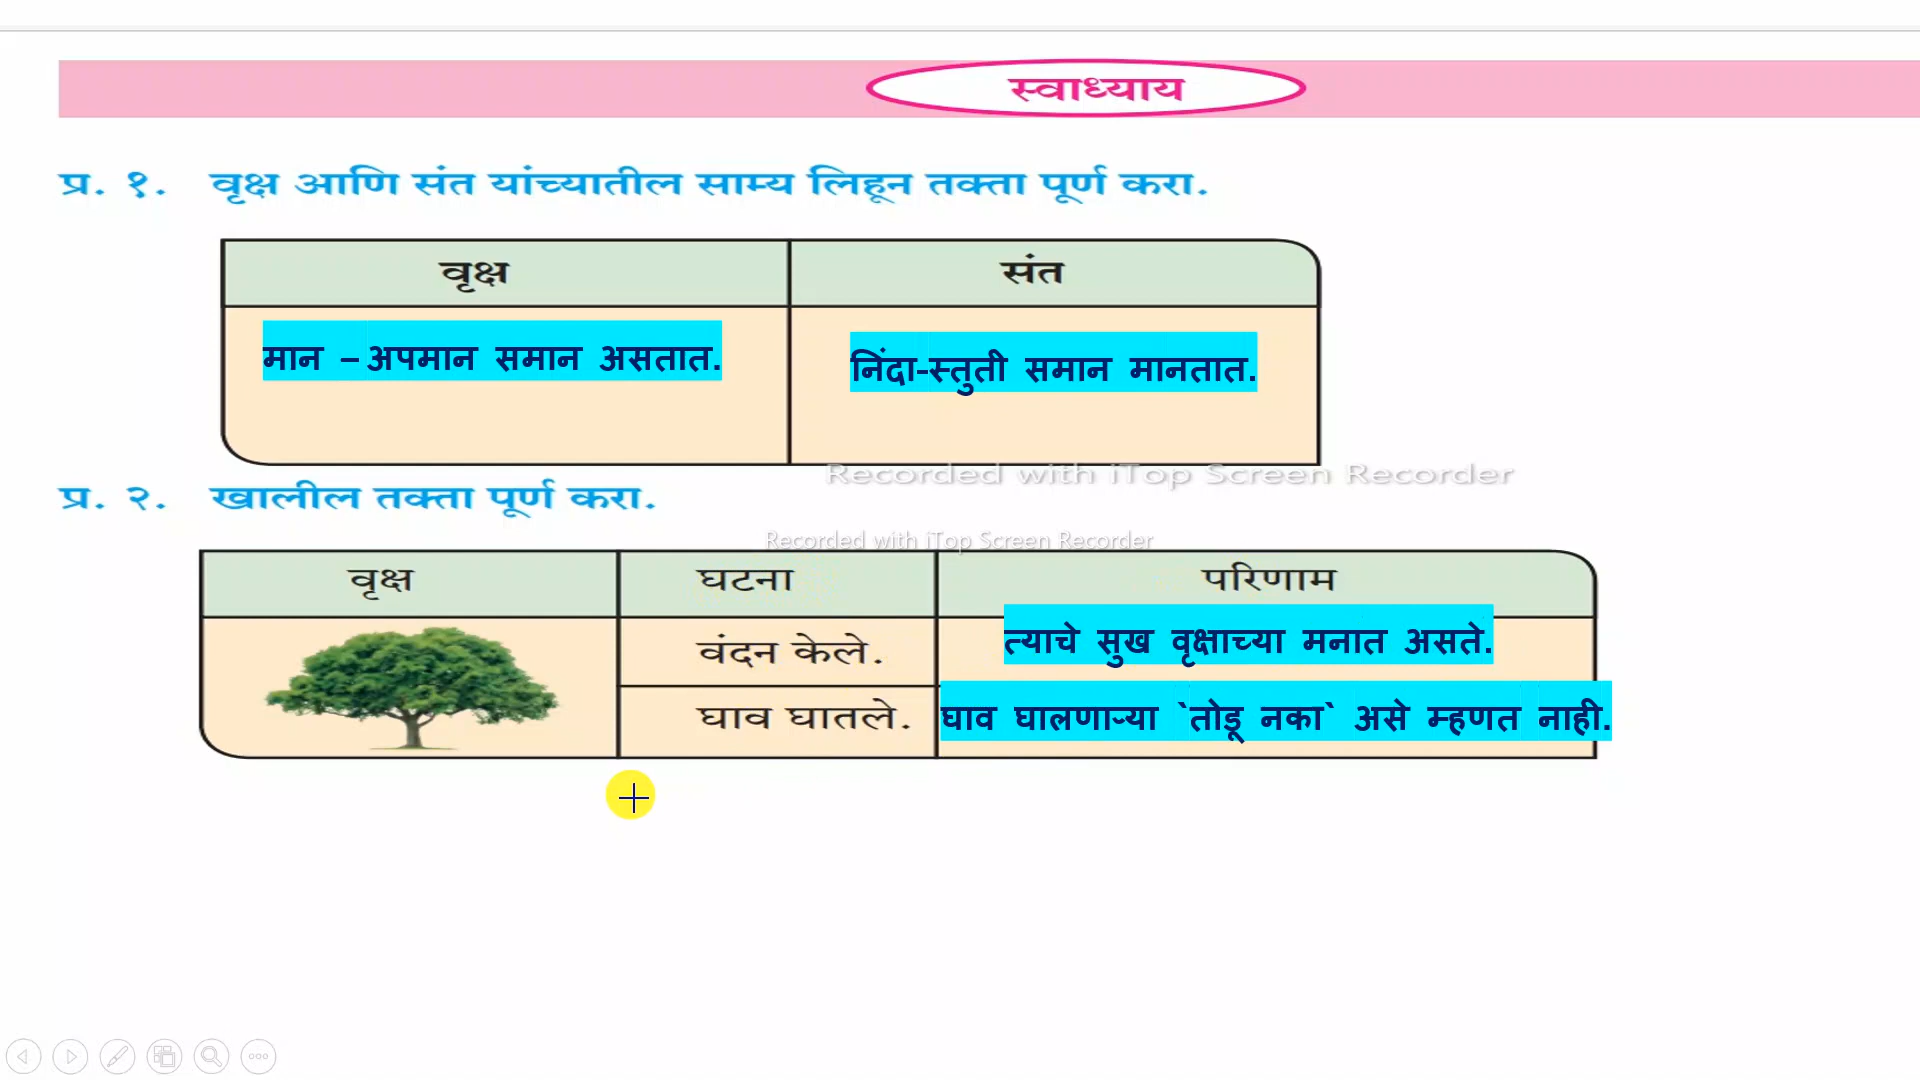 स्वाध्याय
प्र. १. वृक्ष आणि संत यांच्यातील साम्य लिहून तक्ता पूर्ण करा.
वृक्ष संत
मान – अपमान समान असतात. निंदा-स्तुती समान मानतात.
Recorded with iTop Screen Recorder
प्र. २. खालील तक्ता पूर्ण करा.
Recorded with iTop Screen Recorder
वृक्ष घटना परिणाम
वंदन केले. त्याचे सुख वृक्षाच्या मनात असते.
घाव घातले. घाव घालणाऱ्या `तोडू नका` असे म्हणत नाही.